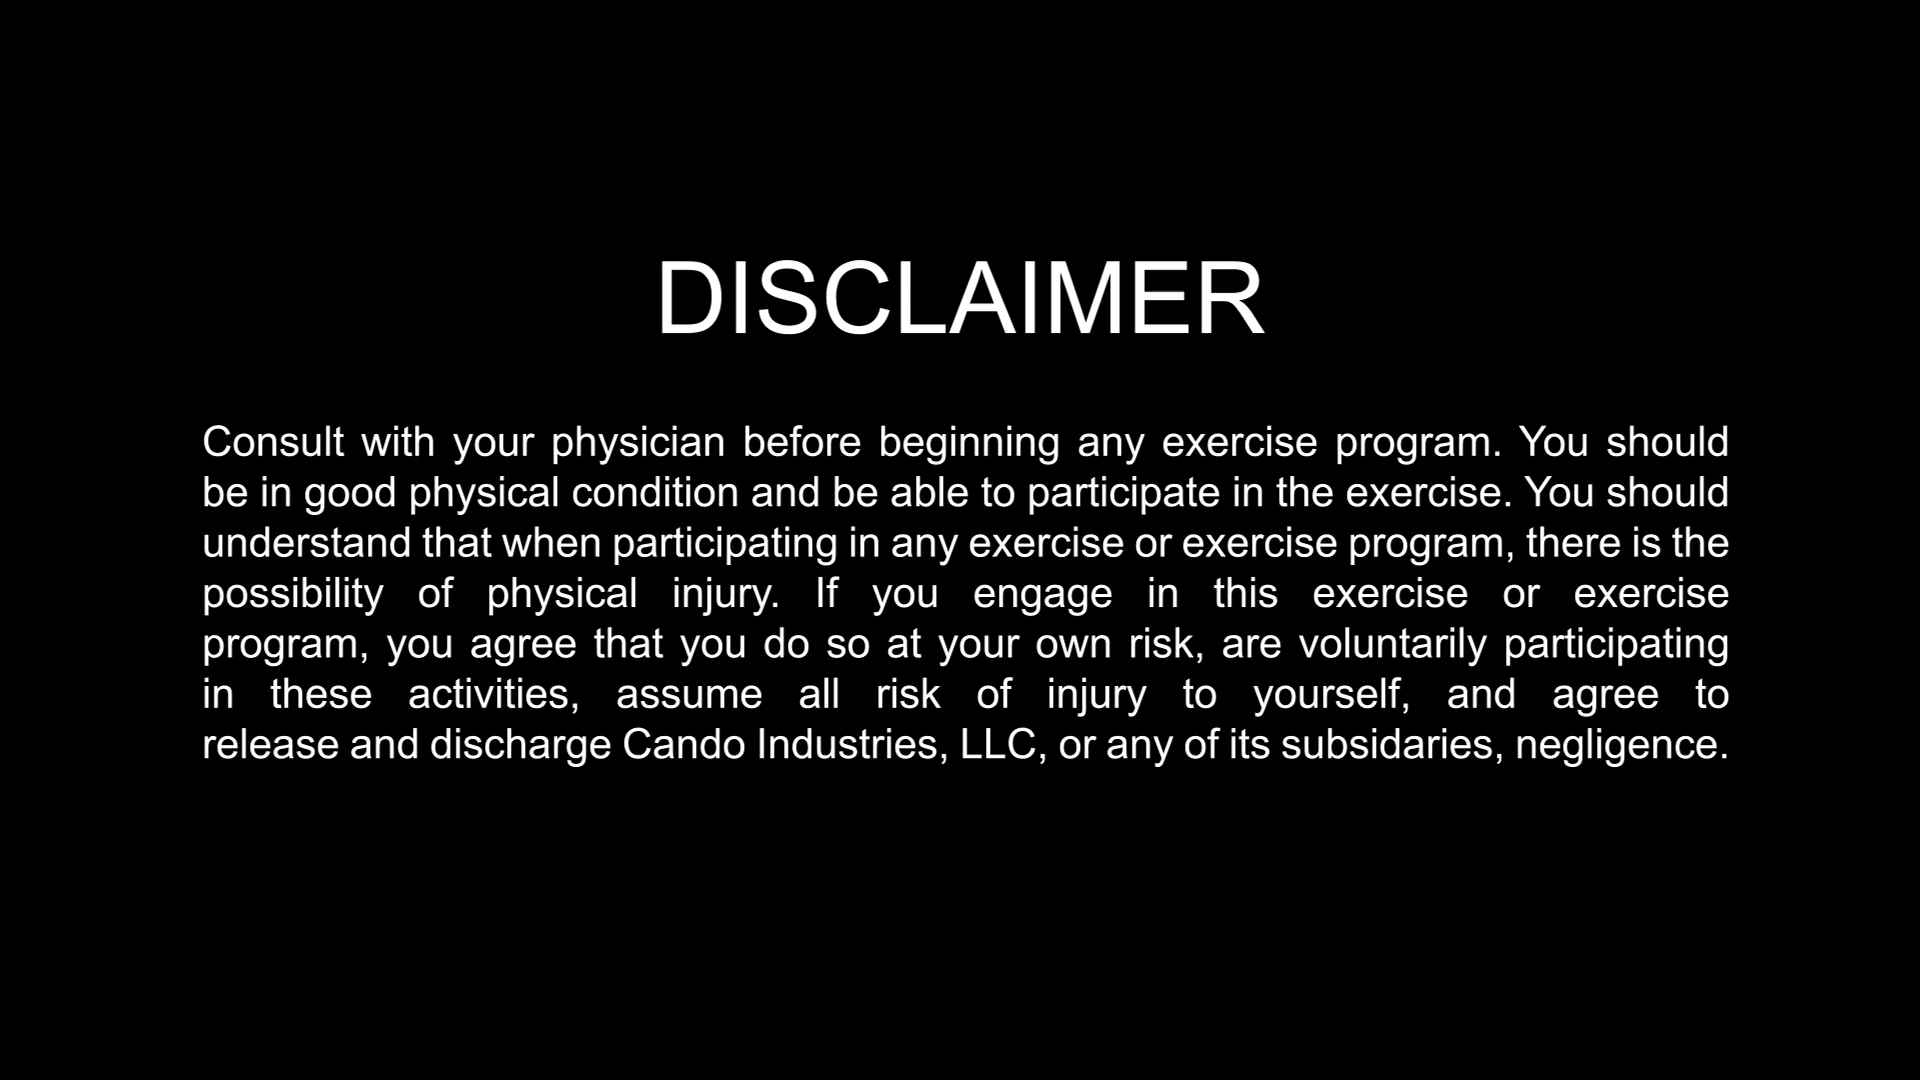 DISCLAIMER
Consult with your physician before beginning any exercise program. You should
be in good physical condition and be able to participate in the exercise. You should
understand that when participating in any exercise or exercise program, there is the
possibility of physical injury. If you engage in this exercise or exercise
program, you agree that you do so at your own risk, are voluntarily participating
in these activities, assume all risk of injury to yourself, and agree to
release and discharge Cando Industries, LLC, or any of its subsidaries, negligence.